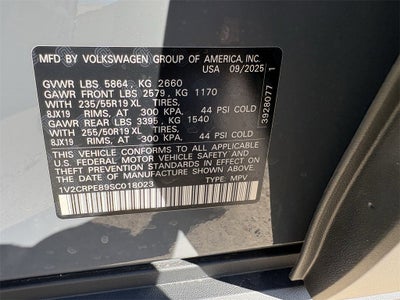 MFD BY VOLKSWAGEN GROUP OF AMERICA, INC.
USA 09/2025
GVWR LBS 5864, KG 2660
GAWR FRONT LBS 2579, KG 1170
WITH 235/55R19 XL TIRES,
8JX19 RIMS, AT 300 KPA, 44 PSI COLD
GAWR REAR LBS 3395, KG 1540
WITH 255/50R19 XL TIRES,
8JX19 RIMS, AT 300 KPA, 44 PSI COLD
THIS VEHICLE CONFORMS TO ALL APPLICABLE
U.S. FEDERAL MOTOR VEHICLE SAFETY AND
THEFT PREVENTION STANDARDS IN EFFECT ON
THE DATE OF MANUFACTURE SHOWN ABOVE.
1V2CRPE89SC018023 TYPE: MPV
3928077 1